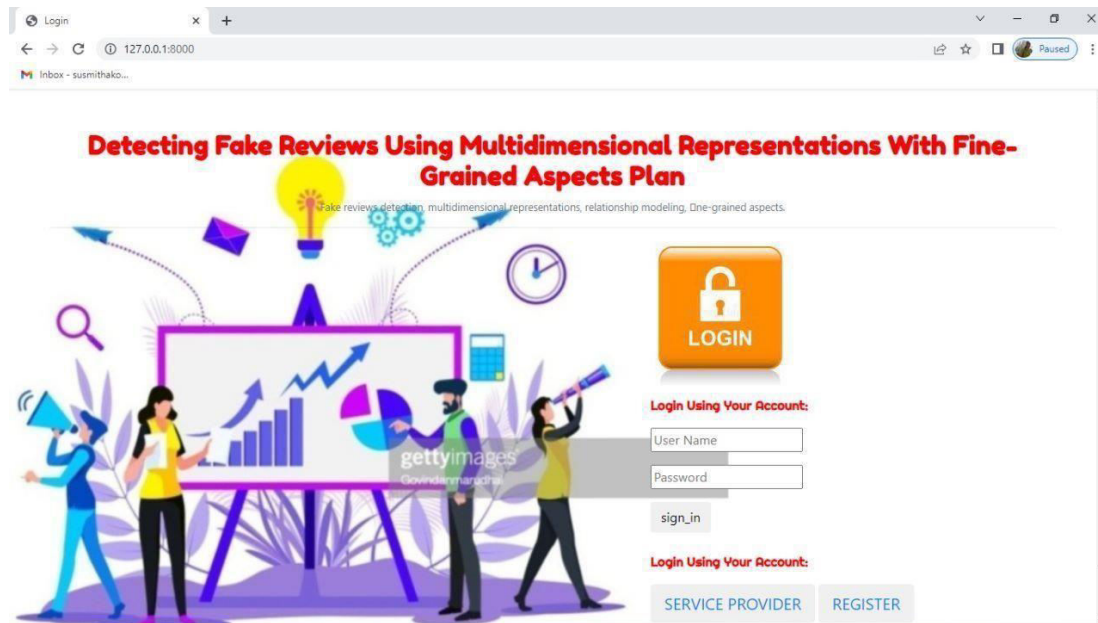 Login
127.0.0.1:8000
Paused
Inbox - susmithako...
Detecting Fake Reviews Using Multidimensional Representations With Fine-
Grained Aspects Plan
Fake reviews detection, multidimensional representations, relationship modeling, ne-grained aspects.
LOGIN
Login Using Your Account:
User Name
gettyimages
Govindanmarudhai
Password
sign_in
Login Using Your Account:
SERVICE PROVIDER REGISTER